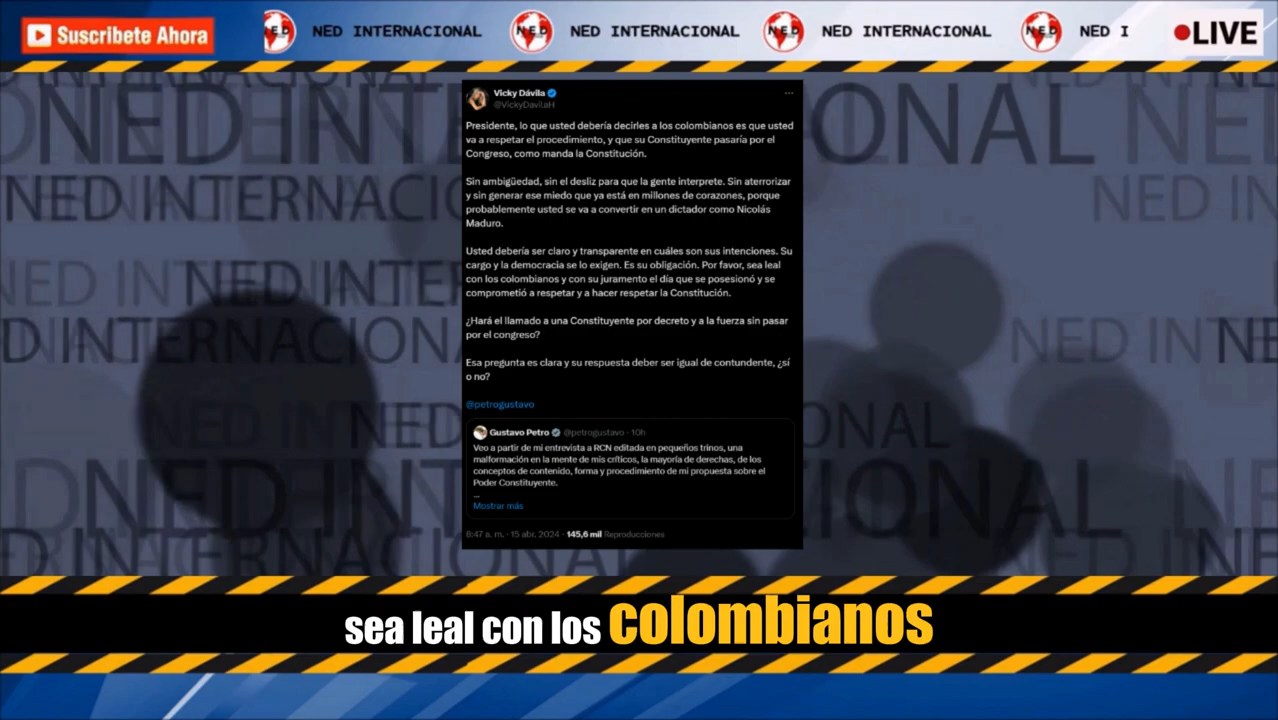 Suscribete Ahora
NED
NED INTERNACIONAL
NED
NED INTERNACIONAL
NED
NED INTERNACIONAL
NED
NED I
LIVE
Vicky Dávila
@VickyDavilaH
Presidente, lo que usted debería decirles a los colombianos es que usted
va a respetar el procedimiento, y que su Constituyente pasaría por el
Congreso, como manda la Constitución.
Sin ambigüedad, sin el desliz para que la gente interprete. Sin aterrorizar
y sin generar ese miedo que ya está en millones de corazones, porque
probablemente usted se va a convertir en un dictador como Nicolás
Maduro.
Usted debería ser claro y transparente en cuáles son sus intenciones. Su
cargo y la democracia se lo exigen. Es su obligación. Por favor, sea leal
con los colombianos y con su juramento el día que se posesionó y se
comprometió a respetar y a hacer respetar la Constitución.
¿Hará el llamado a una Constituyente por decreto y a la fuerza sin pasar
por el congreso?
Esa pregunta es clara y su respuesta deber ser igual de contundente, ¿sí
o no?
@petrogustavo
Gustavo Petro @petrogustavo · 10h
Veo a partir de mi entrevista a RCN editada en pequeños trinos, una
malformación en la mente de mis críticos, la mayoría de derechas, de los
conceptos de contenido, forma y procedimiento de mi propuesta sobre el
Poder Constituyente.
...
Mostrar más
8:47 a. m. · 15 abr. 2024 · 145,6 mil Reproducciones
sea leal con los colombianos